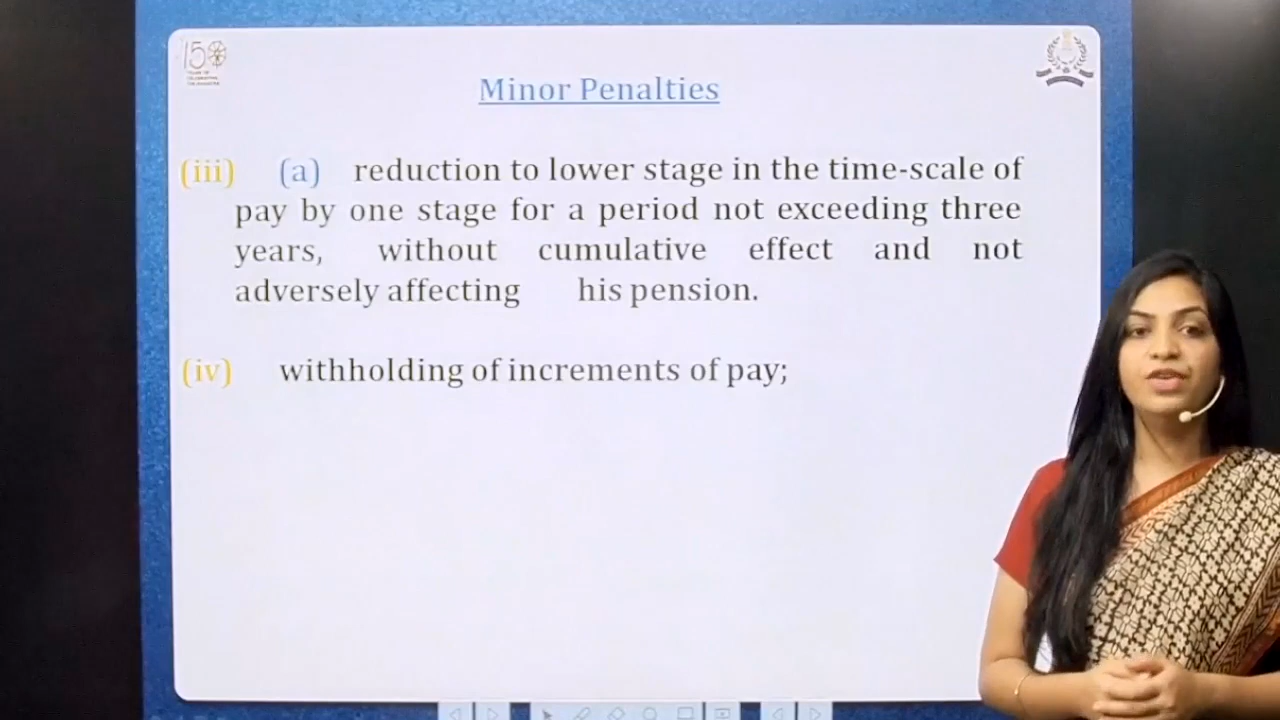 150
Minor Penalties
(iii) (a) reduction to lower stage in the time-scale of
pay by one stage for a period not exceeding three
years, without cumulative effect and not
adversely affecting his pension.
(iv) withholding of increments of pay;